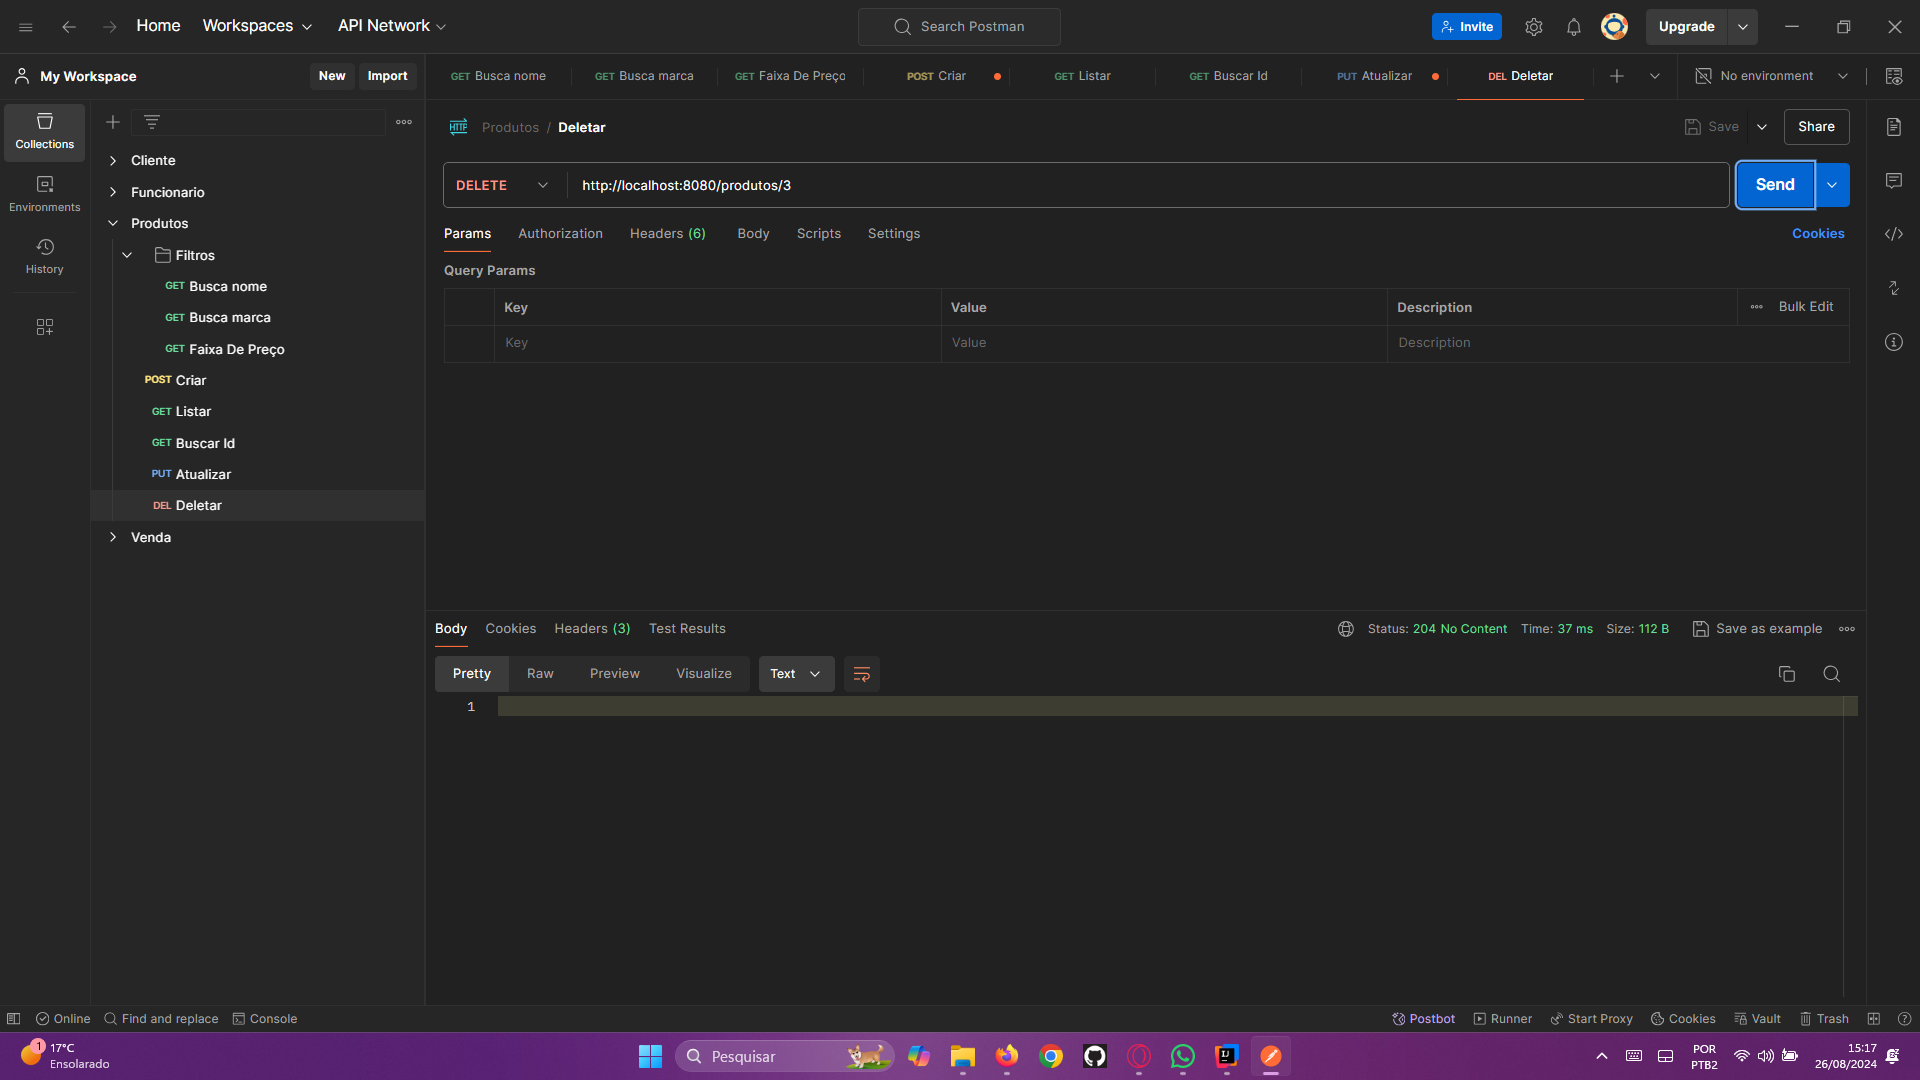 Home Workspaces API Network Search Postman Invite Upgrade
My Workspace New Import GET Busca nome GET Busca marca GET Faixa De Preço POST Criar GET Listar GET Buscar Id PUT Atualizar DEL Deletar No environment
Collections
Environments
History
Cliente
Funcionario
Produtos
Filtros
GET Busca nome
GET Busca marca
GET Faixa De Preço
POST Criar
GET Listar
GET Buscar Id
PUT Atualizar
DEL Deletar
Venda
HTTP Produtos / Deletar Save Share
DELETE http://localhost:8080/produtos/3 Send
Params Authorization Headers (6) Body Scripts Settings Cookies
Query Params
Key Value Description Bulk Edit
Key Value Description
Body Cookies Headers (3) Test Results Status: 204 No Content Time: 37 ms Size: 112 B Save as example
Pretty Raw Preview Visualize Text
1
Online Find and replace Console Postbot Runner Start Proxy Cookies Vault Trash
1 17°C
Ensolarado
Pesquisar
IJ
POR
PTB2
15:17
26/08/2024